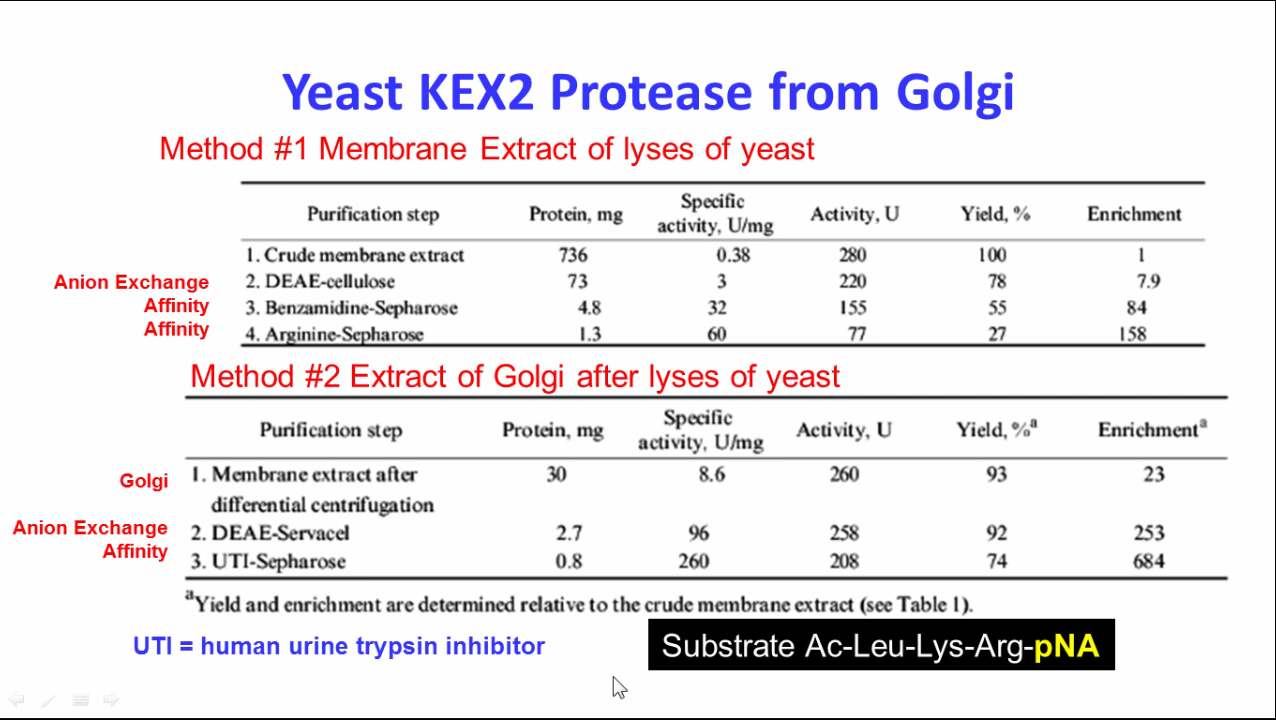 Yeast KEX2 Protease from Golgi
Method #1 Membrane Extract of lyses of yeast
Purification step Protein, mg Specific activity, U/mg Activity, U Yield, % Enrichment
1. Crude membrane extract 736 0.38 280 100 1
Anion Exchange 2. DEAE-cellulose 73 3 220 78 7.9
Affinity 3. Benzamidine-Sepharose 4.8 32 155 55 84
Affinity 4. Arginine-Sepharose 1.3 60 77 27 158
Method #2 Extract of Golgi after lyses of yeast
Purification step Protein, mg Specific activity, U/mg Activity, U Yield, %a Enrichmenta
Golgi 1. Membrane extract after 30 8.6 260 93 23
differential centrifugation
Anion Exchange 2. DEAE-Servacel 2.7 96 258 92 253
Affinity 3. UTI-Sepharose 0.8 260 208 74 684
aYield and enrichment are determined relative to the crude membrane extract (see Table 1).
UTI = human urine trypsin inhibitor
Substrate Ac-Leu-Lys-Arg-pNA